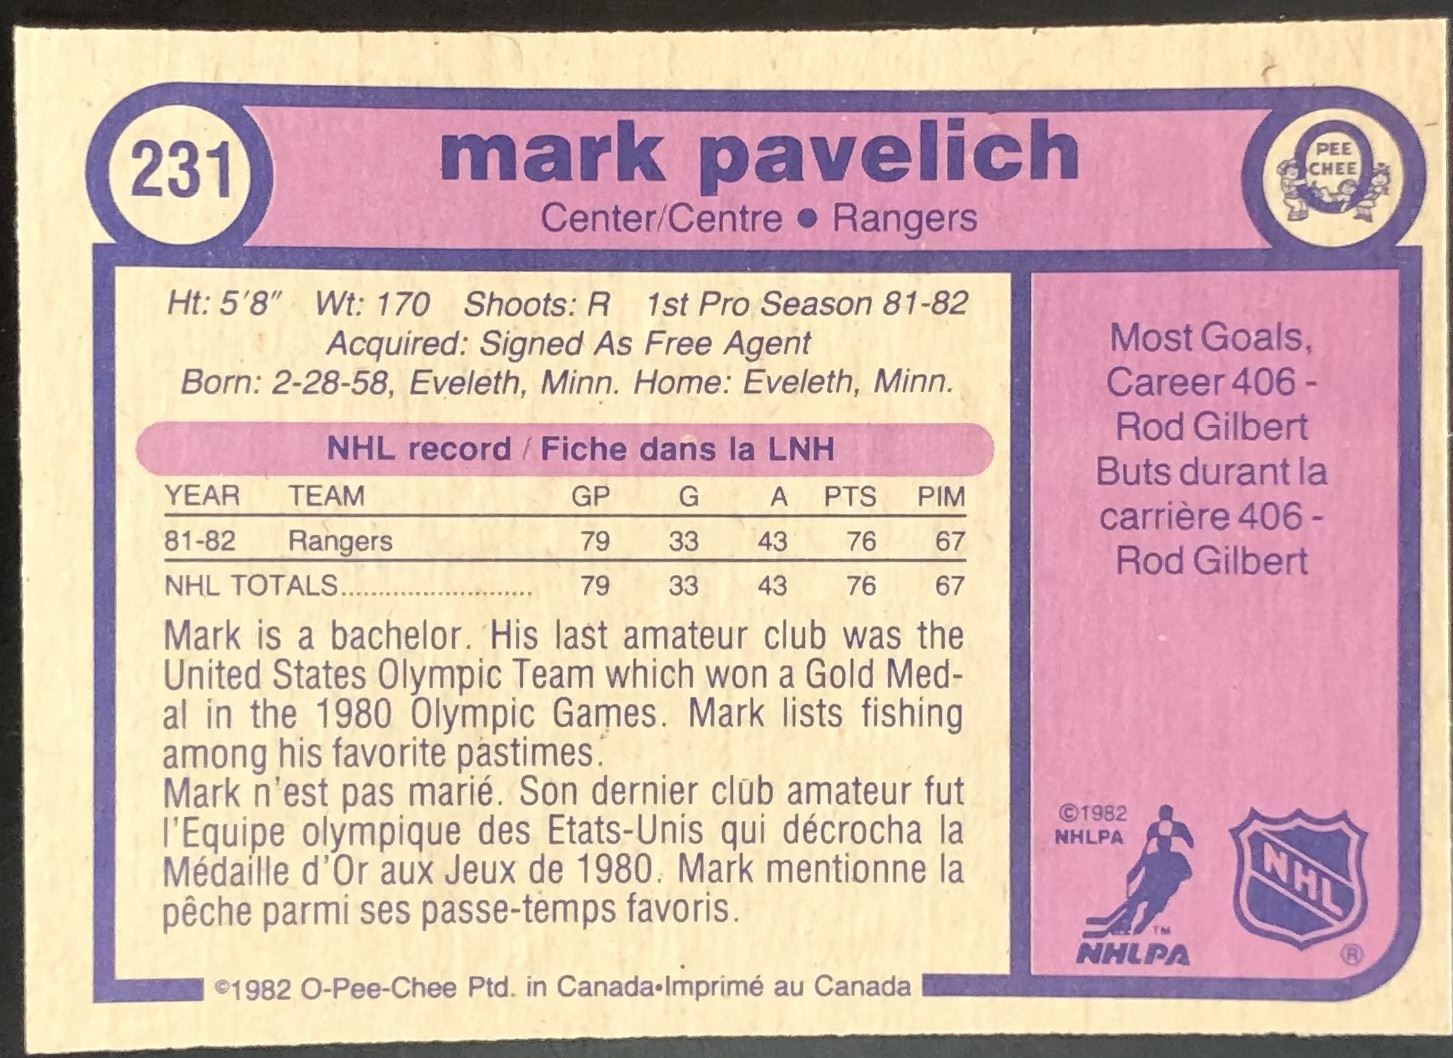 231
mark pavelich
Center/Centre • Rangers
PEE
CHEE
Ht: 5'8" Wt: 170 Shoots: R 1st Pro Season 81-82
Acquired: Signed As Free Agent
Born: 2-28-58, Eveleth, Minn. Home: Eveleth, Minn.
NHL record / Fiche dans la LNH
YEAR TEAM GP G A PTS PIM
81-82 Rangers 79 33 43 76 67
NHL TOTALS.......................... 79 33 43 76 67
Mark is a bachelor. His last amateur club was the
United States Olympic Team which won a Gold Med-
al in the 1980 Olympic Games. Mark lists fishing
among his favorite pastimes.
Mark n'est pas marié. Son dernier club amateur fut
l'Equipe olympique des Etats-Unis qui décrocha la
Médaille d'Or aux Jeux de 1980. Mark mentionne la
pêche parmi ses passe-temps favoris.
©1982 O-Pee-Chee Ptd. in Canada•Imprimé au Canada
Most Goals,
Career 406 -
Rod Gilbert
Buts durant la
carrière 406 -
Rod Gilbert
©1982
NHLPA
TM
NHLPA
NHL
®